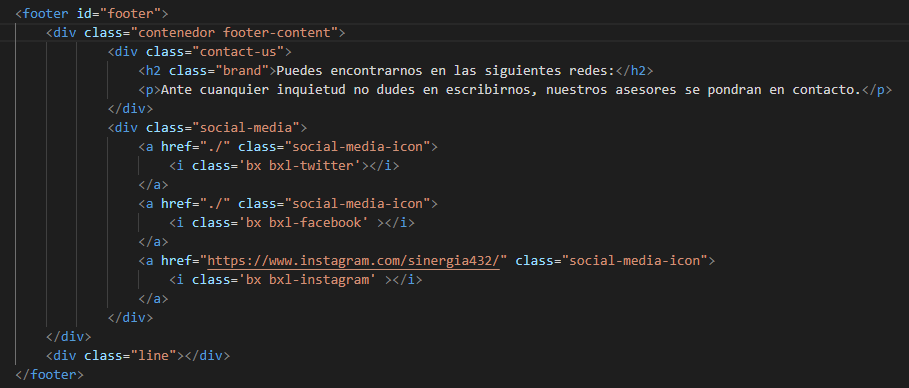 <footer id="footer">
<div class="contenedor footer-content">
<div class="contact-us">
<h2 class="brand">Puedes encontrarnos en las siguientes redes:</h2>
<p>Ante cuanquier inquietud no dudes en escribirnos, nuestros asesores se pondran en contacto.</p>
</div>
<div class="social-media">
<a href="./" class="social-media-icon">
<i class='bx bxl-twitter'></i>
</a>
<a href="./" class="social-media-icon">
<i class='bx bxl-facebook' ></i>
</a>
<a href="https://www.instagram.com/sinergia432/" class="social-media-icon">
<i class='bx bxl-instagram' ></i>
</a>
</div>
</div>
<div class="line"></div>
</footer>